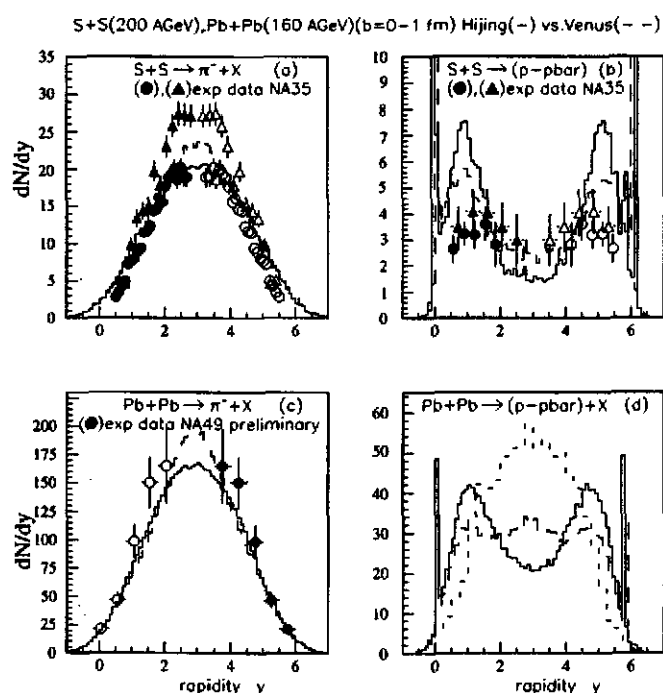 S+S(200 AGeV),Pb+Pb(160 AGeV)(b=0-1 fm) Hijing(-) vs.Venus(- -)
S+S→π⁻+X (a)
(●),(▲)exp data NA35
35
30
25
20
15
10
5
0
dN/dy
0 2 4 6
S+S→(p-pbar) (b)
(●),(▲)exp data NA35
10
9
8
7
6
5
4
3
2
1
0
0 2 4 6
Pb+Pb→π⁻+X (c)
(●)exp data NA49 preliminary
200
175
150
125
100
75
50
25
0
dN/dy
0 2 4 6
rapidity y
Pb+Pb→(p-pbar)+X (d)
60
50
40
30
20
10
0
0 2 4 6
rapidity y